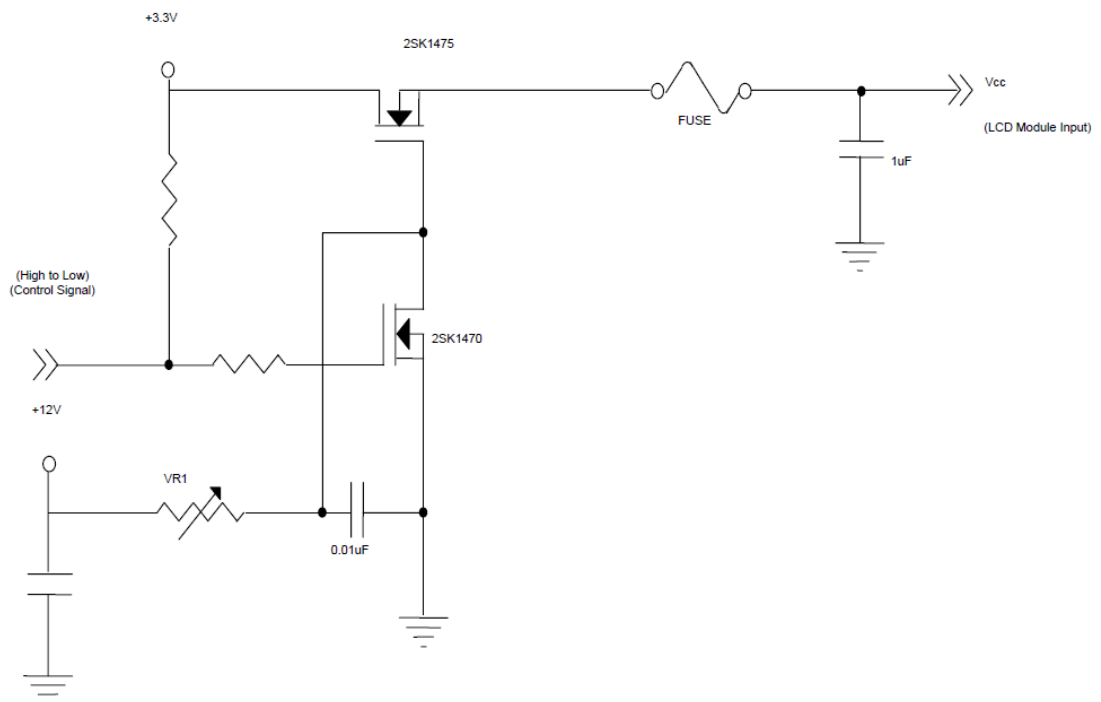 +3.3V
2SK1475
Vcc
FUSE
(LCD Module Input)
1uF
(High to Low)
(Control Signal)
2SK1470
+12V
VR1
0.01uF